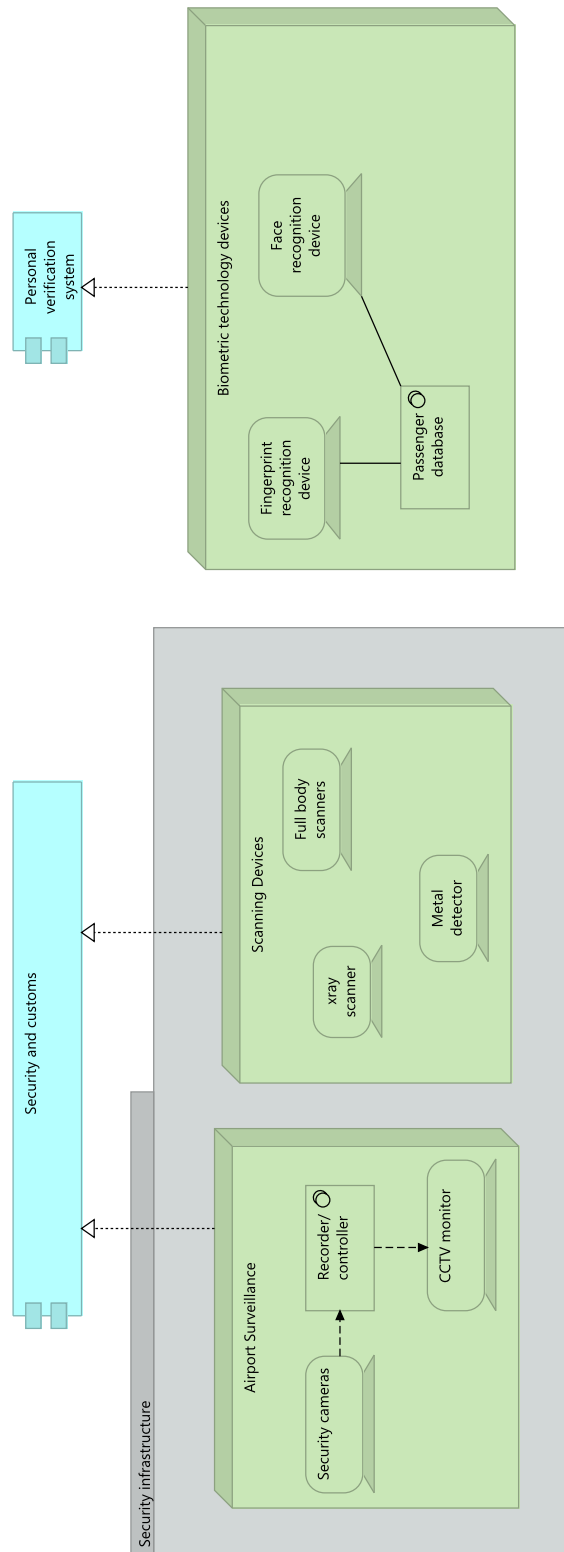 Security and customs
Personal
verification
system
Security infrastructure
Airport Surveillance
Security cameras
Recorder/
controller
CCTV monitor
Scanning Devices
xray
scanner
Full body
scanners
Metal
detector
Biometric technology devices
Fingerprint
recognition
device
Face
recognition
device
Passenger
database